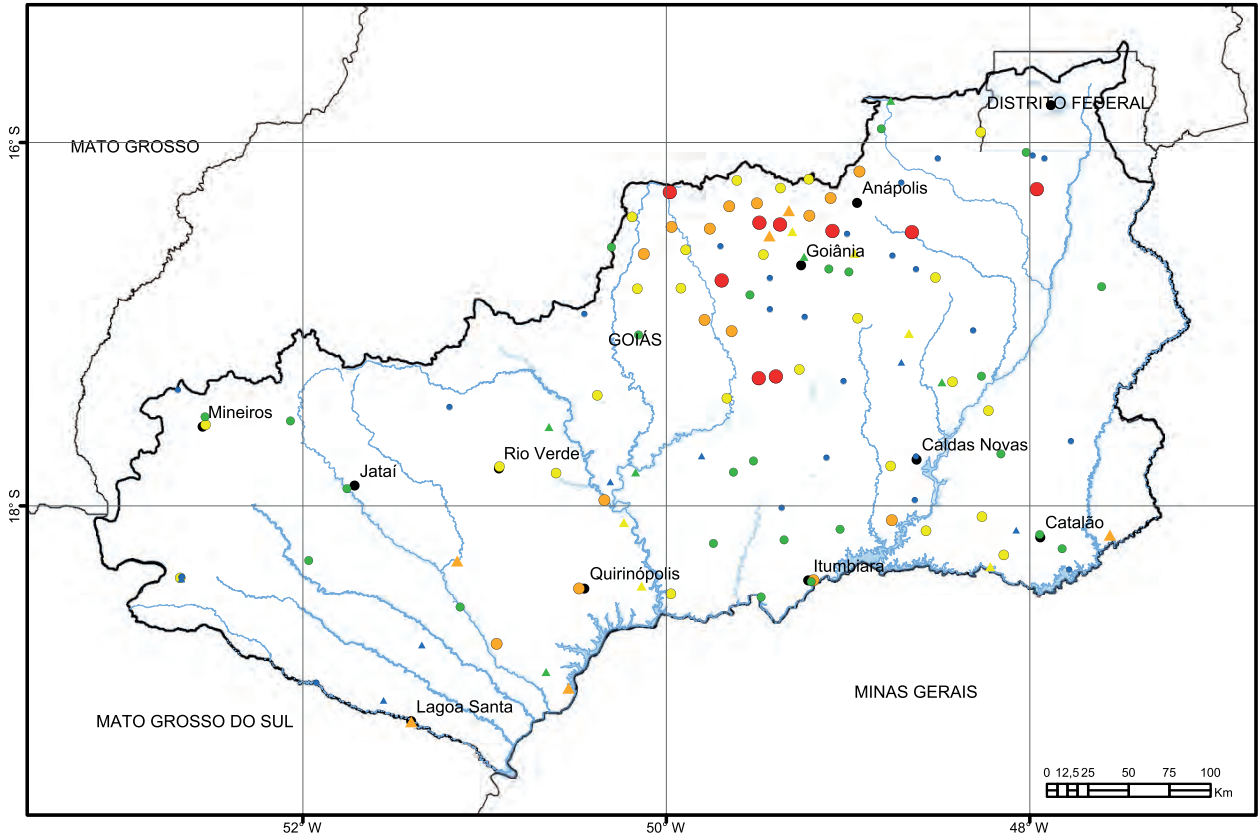 DISTRITO FEDERAL
16° S
MATO GROSSO
Anápolis
Goiânia
GOIÁS
Mineiros
Caldas Novas
Rio Verde
Jataí
18° S
Catalão
Itumbiara
Quirinópolis
MINAS GERAIS
Lagoa Santa
MATO GROSSO DO SUL
0 12,5 25 50 75 100
Km
52° W
50° W
48° W